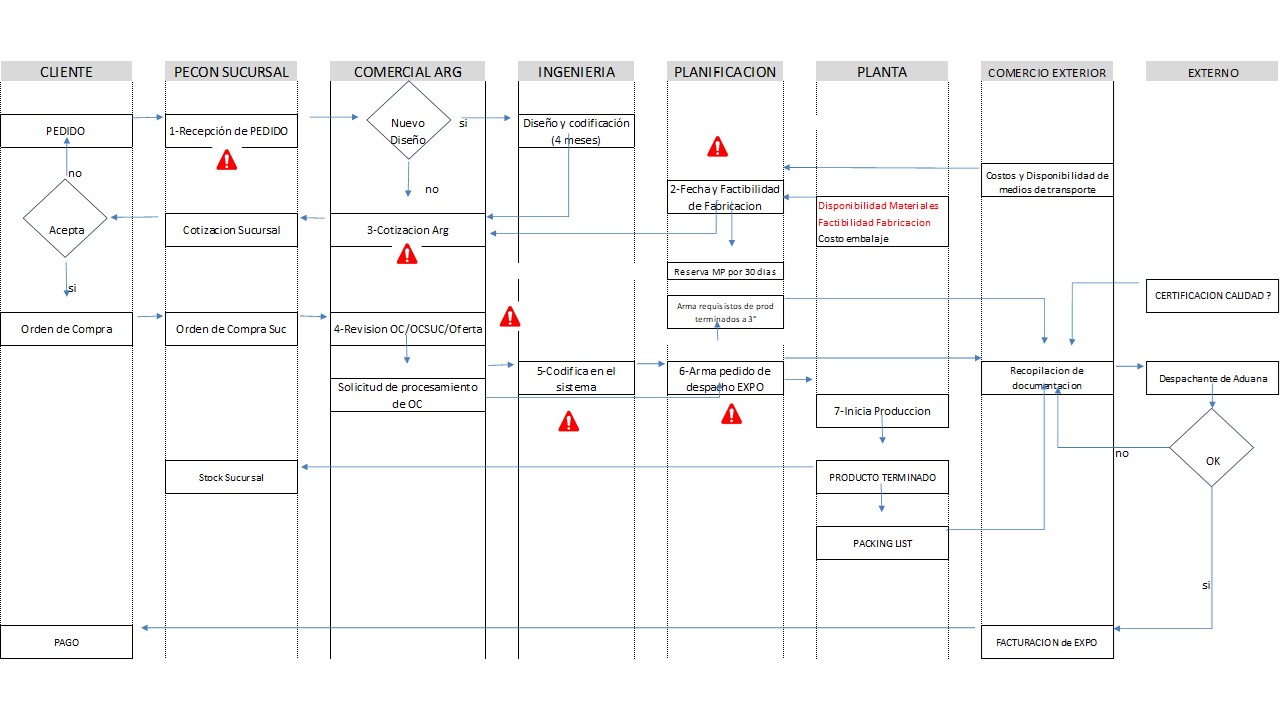 CLIENTE
PECON SUCURSAL
COMERCIAL ARG
INGENIERIA
PLANIFICACION
PLANTA
COMERCIO EXTERIOR
EXTERNO
PEDIDO
1-Recepción de PEDIDO
Nuevo
Diseño
si
Diseño y codificación
(4 meses)
no
no
2-Fecha y Factibilidad
de Fabricacion
Costos y Disponibilidad de
medios de transporte
Disponibilidad Materiales
Factibilidad Fabricacion
Costo embalaje
Acepta
Cotizacion Sucursal
3-Cotizacion Arg
Reserva MP por 30 dias
si
CERTIFICACION CALIDAD ?
Arma requisistos de prod
terminados a 3°
Orden de Compra
Orden de Compra Suc
4-Revision OC/OCSUC/Oferta
Solicitud de procesamiento
de OC
5-Codifica en el
sistema
6-Arma pedido de
despacho EXPO
Recopilacion de
documentacion
Despachante de Aduana
7-Inicia Produccion
no
OK
Stock Sucursal
PRODUCTO TERMINADO
PACKING LIST
si
PAGO
FACTURACION de EXPO